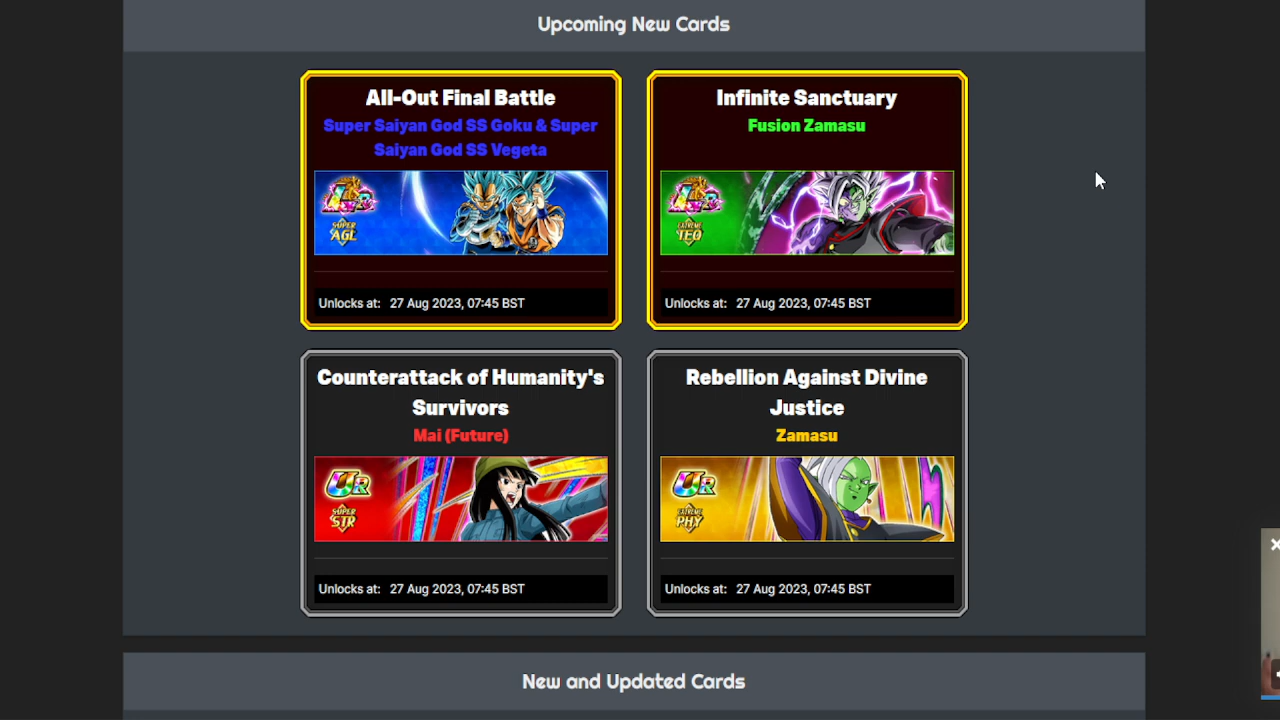 Upcoming New Cards
All-Out Final Battle
Super Saiyan God SS Goku & Super
Saiyan God SS Vegeta
LR
SUPER
AGL
Unlocks at: 27 Aug 2023, 07:45 BST
Infinite Sanctuary
Fusion Zamasu
LR
EXTREME
TEQ
Unlocks at: 27 Aug 2023, 07:45 BST
Counterattack of Humanity's
Survivors
Mai (Future)
UR
SUPER
STR
Unlocks at: 27 Aug 2023, 07:45 BST
Rebellion Against Divine
Justice
Zamasu
UR
EXTREME
PHY
Unlocks at: 27 Aug 2023, 07:45 BST
New and Updated Cards